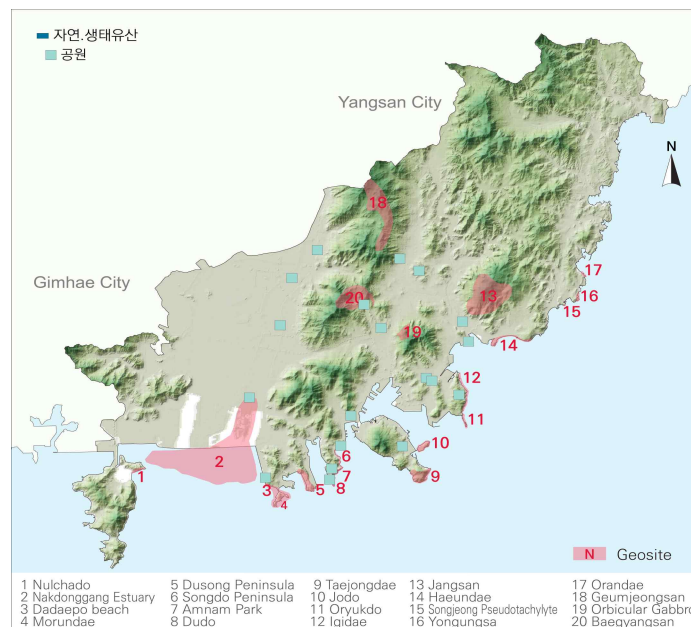 자연.생태유산
공원
Yangsan City
N
18
Gimhae City
17
20
13
16
15
19
14
12
11
10
2
6
1
7
9
3
5
8
4
N Geosite
1 Nulchado
2 Nakdonggang Estuary
3 Dadaepo beach
4 Morundae
5 Dusong Peninsula
6 Songdo Peninsula
7 Amnam Park
8 Dudo
9 Taejongdae
10 Jodo
11 Oryukdo
12 Igidae
13 Jangsan
14 Haeundae
15 Songjeong Pseudotachylyte
16 Yongungsa
17 Orandae
18 Geumjeongsan
19 Orbicular Gabbro
20 Baegyangsan